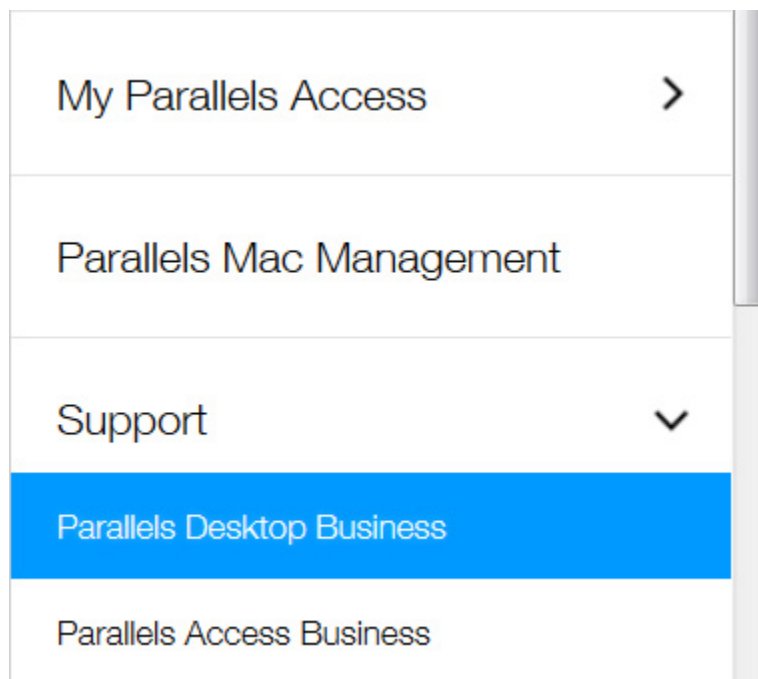 My Parallels Access
Parallels Mac Management
Support
Parallels Desktop Business
Parallels Access Business